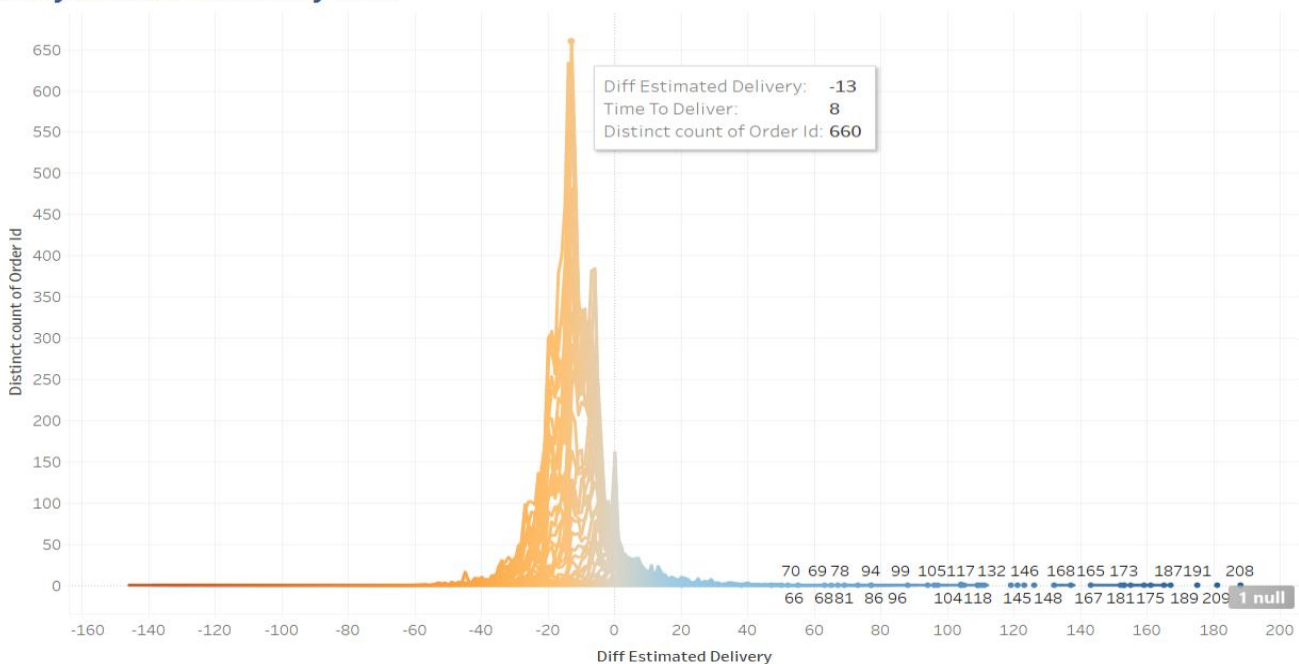 650
600
550
500
450
400
350
300
250
200
150
100
50
0
Distinct count of Order Id
Diff Estimated Delivery: -13
Time To Deliver: 8
Distinct count of Order Id: 660
70 69 78 94 99 105 117 132 146 168 165 173 187 191 208
66 68 81 86 96 104 118 145 148 167 181 175 189 209
1 null
-160 -140 -120 -100 -80 -60 -40 -20 0 20 40 60 80 100 120 140 160 180 200
Diff Estimated Delivery